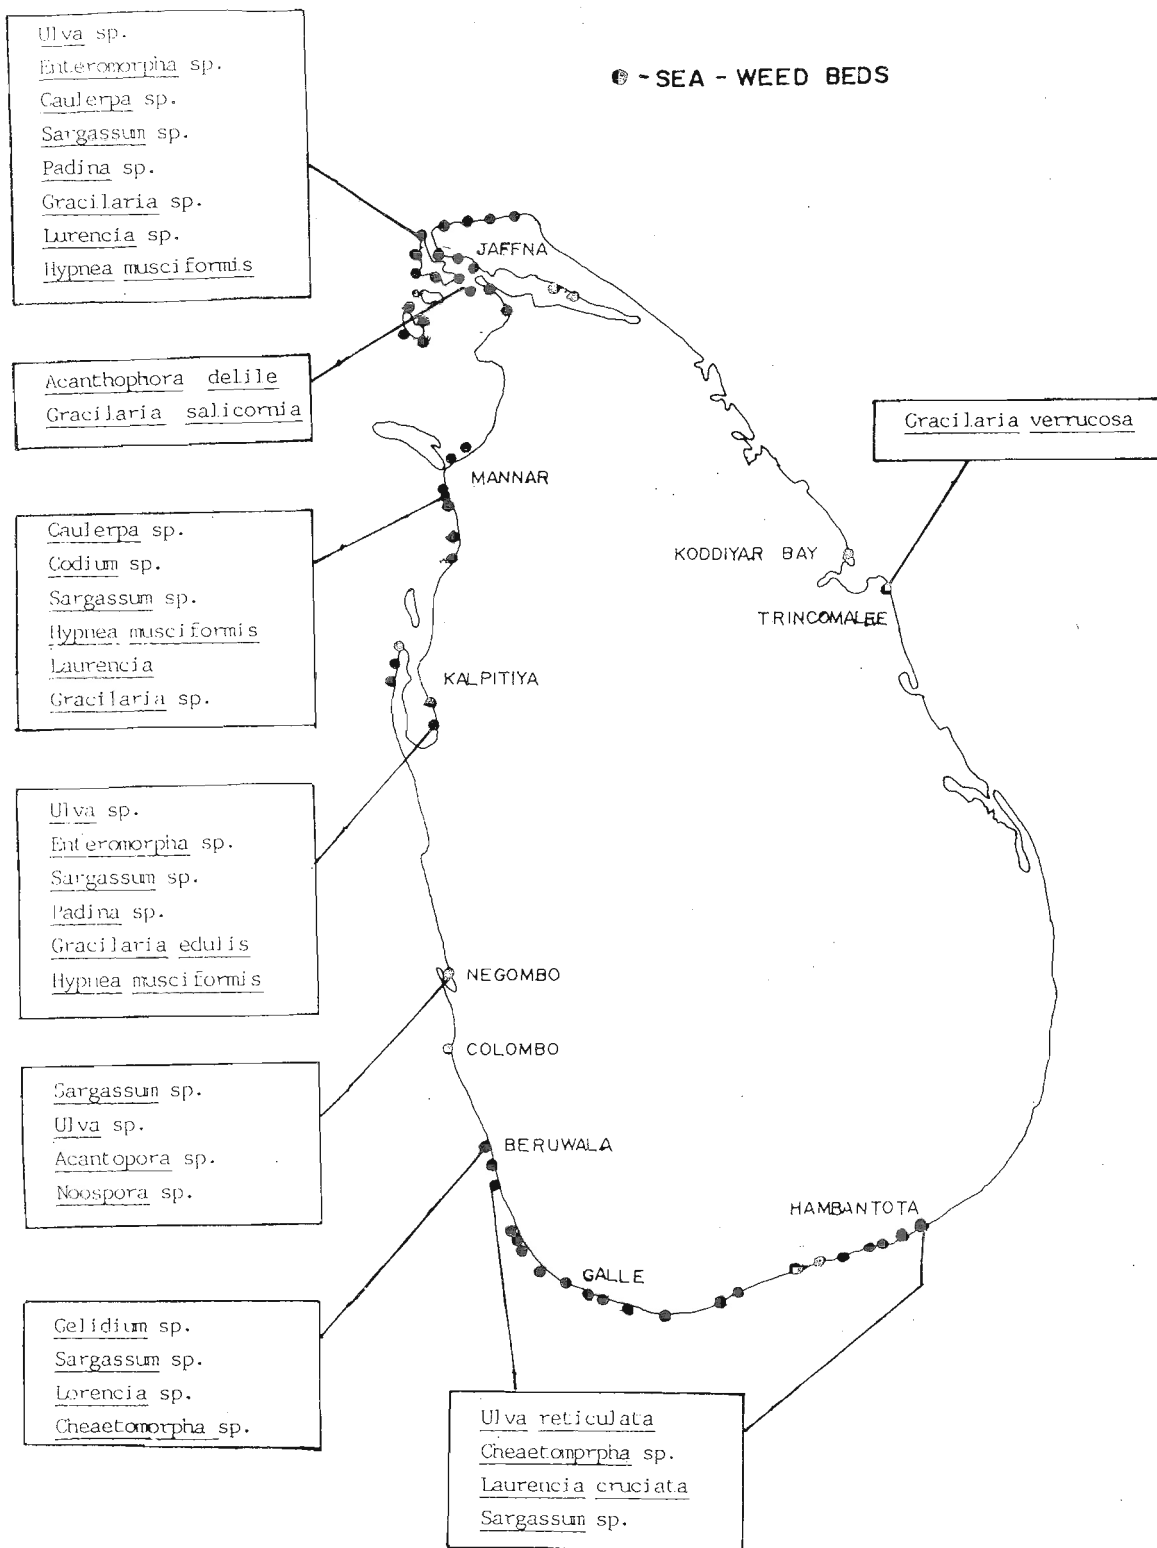 Ulva sp.
Enteromorpha sp.
Caulerpa sp.
Sargassum sp.
Padina sp.
Gracilaria sp.
Lurencia sp.
Hypnea musciformis
- SEA - WEED BEDS
JAFFNA
Acanthophora delile
Gracilaria salicornia
Gracilaria verrucosa
MANNAR
Caulerpa sp.
Codium sp.
Sargassum sp.
Hypnea musciformis
Laurencia
Gracilaria sp.
KODDIYAR BAY
TRINCOMALEE
KALPITIYA
Ulva sp.
Enteromorpha sp.
Sargassum sp.
Padina sp.
Gracilaria edulis
Hypnea musciformis
NEGOMBO
COLOMBO
Sargassum sp.
Ulva sp.
Acantopora sp.
Noospora sp.
BERUWALA
HAMBANTOTA
GALLE
Gelidium sp.
Sargassum sp.
Lorencia sp.
Cheaetomorpha sp.
Ulva reticulata
Cheaetomprpha sp.
Laurencia cruciata
Sargassum sp.